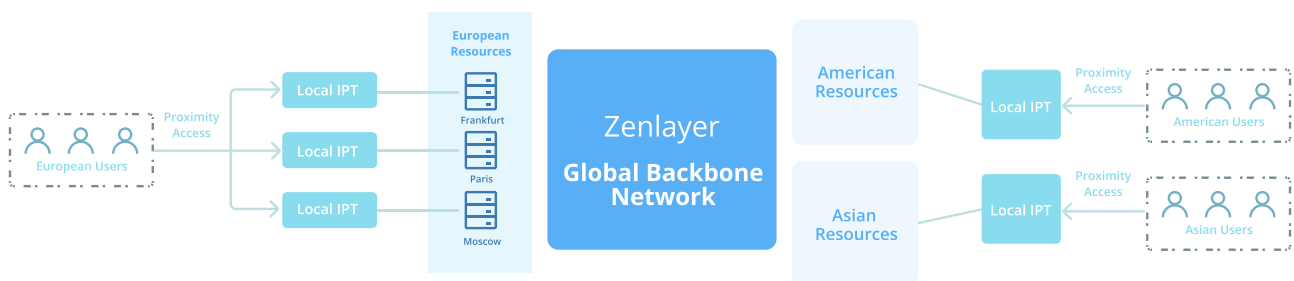 European Users
Proximity
Access
Local IPT
Local IPT
Local IPT
European
Resources
Frankfurt
Paris
Moscow
Zenlayer
Global Backbone
Network
American
Resources
Asian
Resources
Local IPT
Local IPT
Proximity
Access
American Users
Proximity
Access
Asian Users